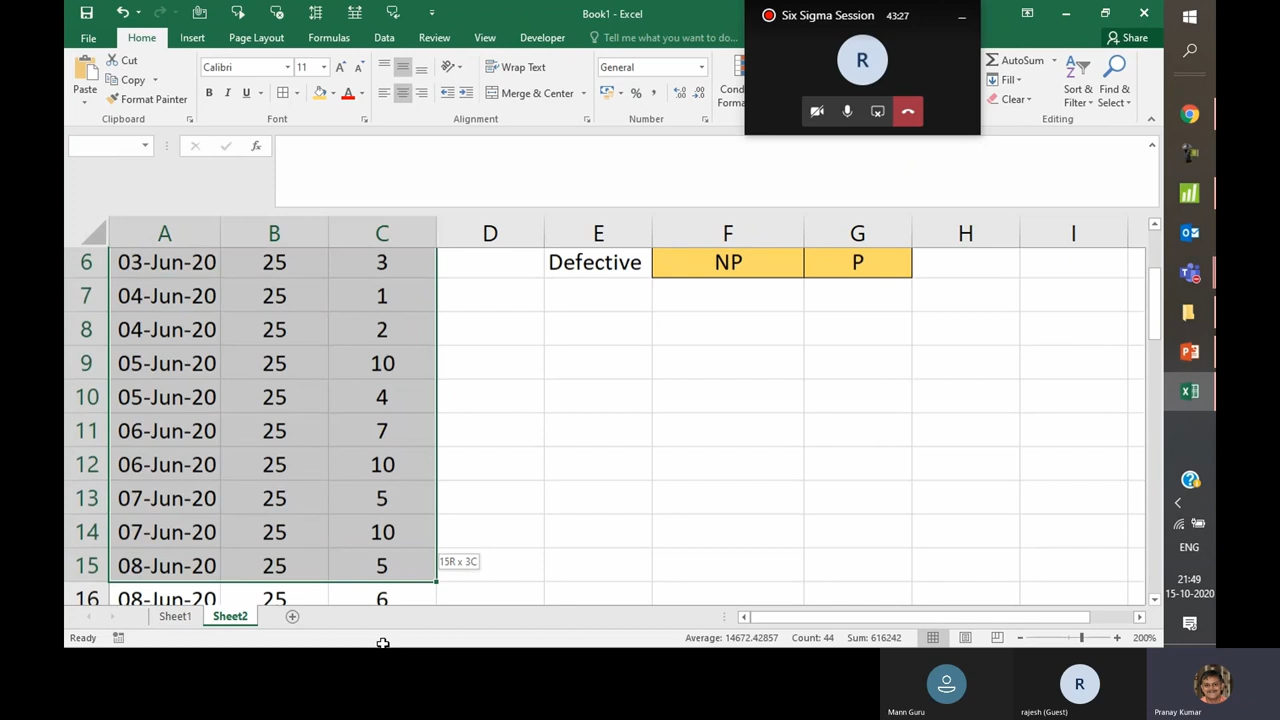 Book1 - Excel
Six Sigma Session 43:27
R
File Home Insert Page Layout Formulas Data Review View Developer Tell me what you want to do... Share
Paste
Cut
Copy
Format Painter
Clipboard
Calibri 11
B I U
Font
Wrap Text
Merge & Center
Alignment
General
% ,
Number
Cond
Forma
AutoSum
Fill
Clear
Sort &
Filter
Find &
Select
Editing
fx
A B C D E F G H I
6 03-Jun-20 25 3 Defective NP P
7 04-Jun-20 25 1
8 04-Jun-20 25 2
9 05-Jun-20 25 10
10 05-Jun-20 25 4
11 06-Jun-20 25 7
12 06-Jun-20 25 10
13 07-Jun-20 25 5
14 07-Jun-20 25 10
15 08-Jun-20 25 5
15R x 3C
16 08-Jun-20 25 6
Sheet1 Sheet2
Ready Average: 14672.42857 Count: 44 Sum: 616242 200%
ENG
21:49
15-10-2020
R
Mann Guru rajesh (Guest) Pranay Kumar